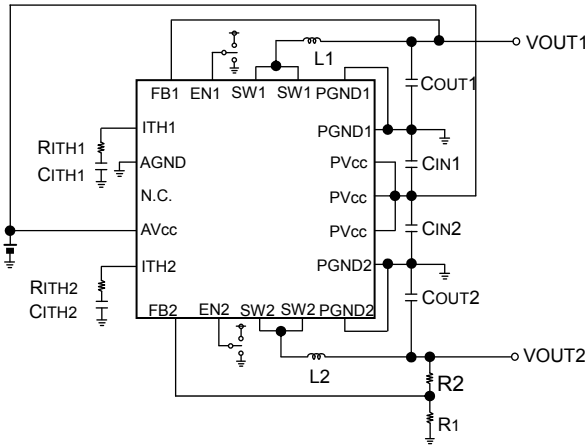 VOUT1
L1
COUT1
FB1
EN1
SW1
SW1
PGND1
ITH1
PGND1
RITH1
CITH1
AGND
PVcc
CIN1
N.C.
PVcc
AVcc
PVcc
CIN2
ITH2
PGND2
RITH2
CITH2
COUT2
FB2
EN2
SW2
SW2
PGND2
L2
VOUT2
R2
R1